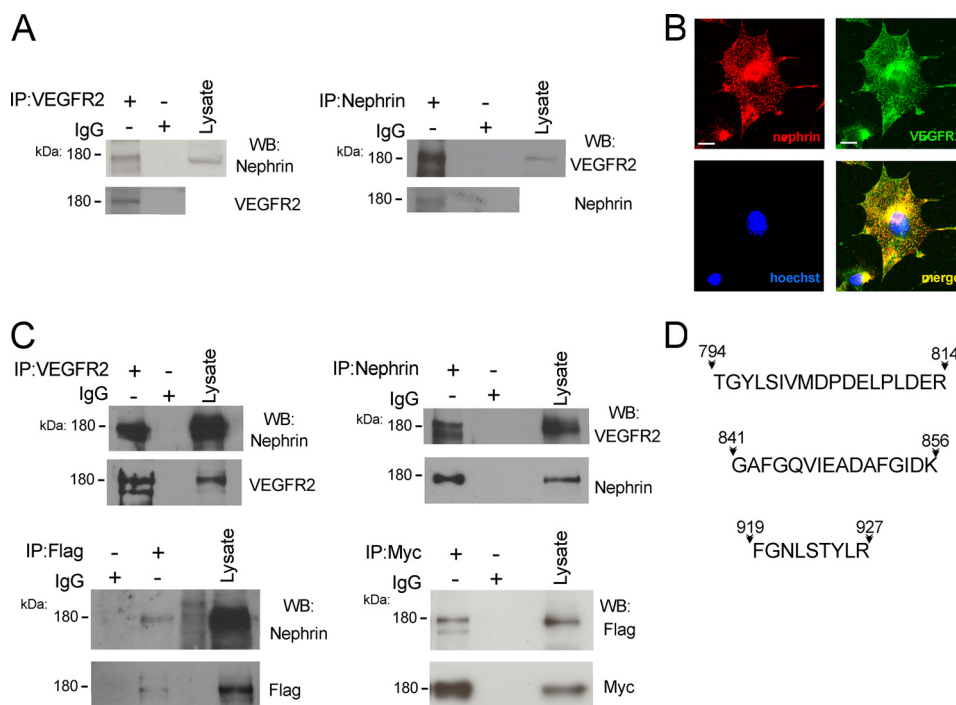 A
IP:VEGFR2 + - Lysate
IgG - +
kDa: 180
WB: Nephrin
180
VEGFR2
IP:Nephrin + - Lysate
IgG - +
kDa: 180
WB: VEGFR2
180
Nephrin
B
nephrin
VEGFR2
hoechst
merge
C
IP:VEGFR2 + - Lysate
IgG - +
kDa: 180
WB: Nephrin
180
VEGFR2
IP:Nephrin + - Lysate
IgG - +
kDa: 180
WB: VEGFR2
180
Nephrin
IP:Flag - + Lysate
IgG + -
kDa: 180
WB: Nephrin
180
Flag
IP:Myc + - Lysate
IgG - +
kDa: 180
WB: Flag
180
Myc
D
794 814
TGYLSIVMDPDELPLDER
841 856
GAFGQVIEADAFGIDK
919 927
FGNLSTYLR